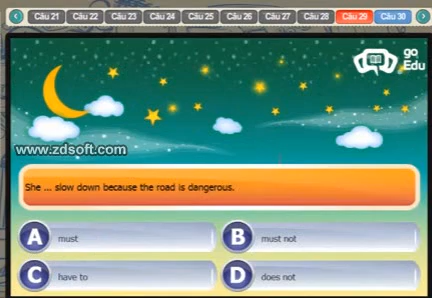 Câu 21 Câu 22 Câu 23 Câu 24 Câu 25 Câu 26 Câu 27 Câu 28 Câu 29 Câu 30
go
Edu
www.zdsoft.com
She ... slow down because the road is dangerous.
A must
B must not
C have to
D does not